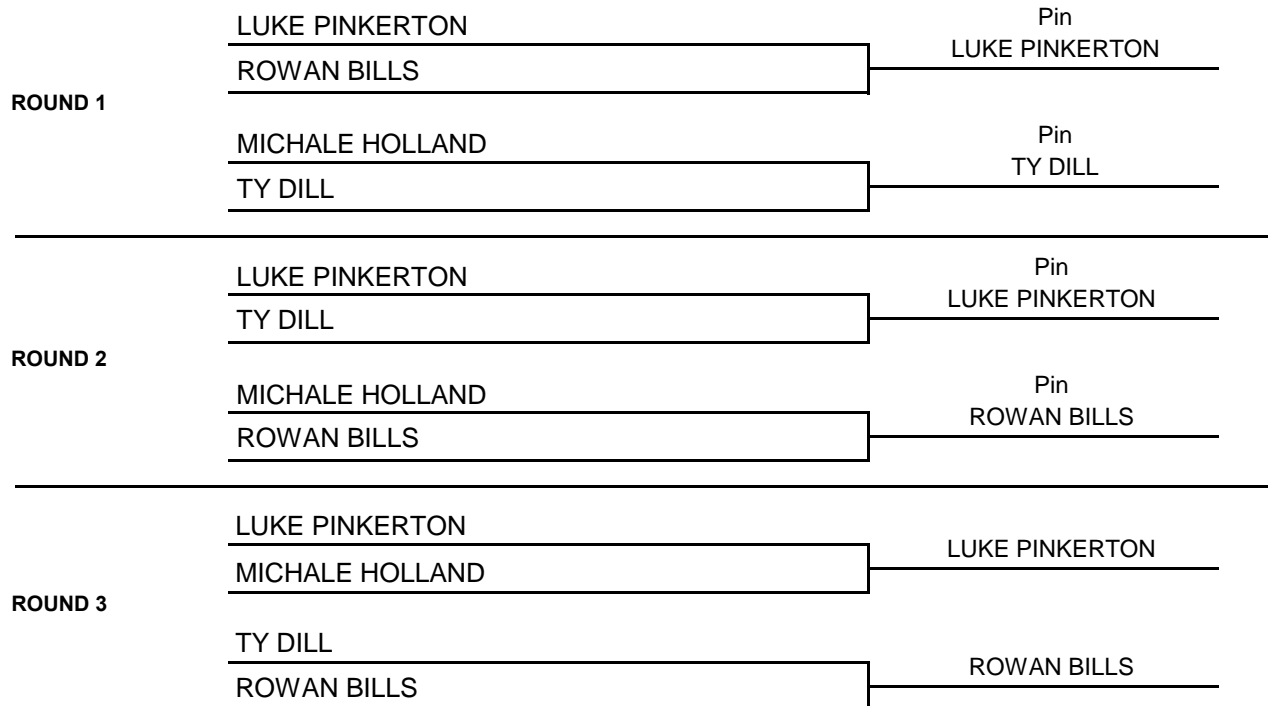 LUKE PINKERTON
Pin
LUKE PINKERTON
ROWAN BILLS
ROUND 1
MICHALE HOLLAND
Pin
TY DILL
TY DILL
LUKE PINKERTON
Pin
LUKE PINKERTON
TY DILL
ROUND 2
MICHALE HOLLAND
Pin
ROWAN BILLS
ROWAN BILLS
LUKE PINKERTON
LUKE PINKERTON
MICHALE HOLLAND
ROUND 3
TY DILL
ROWAN BILLS
ROWAN BILLS